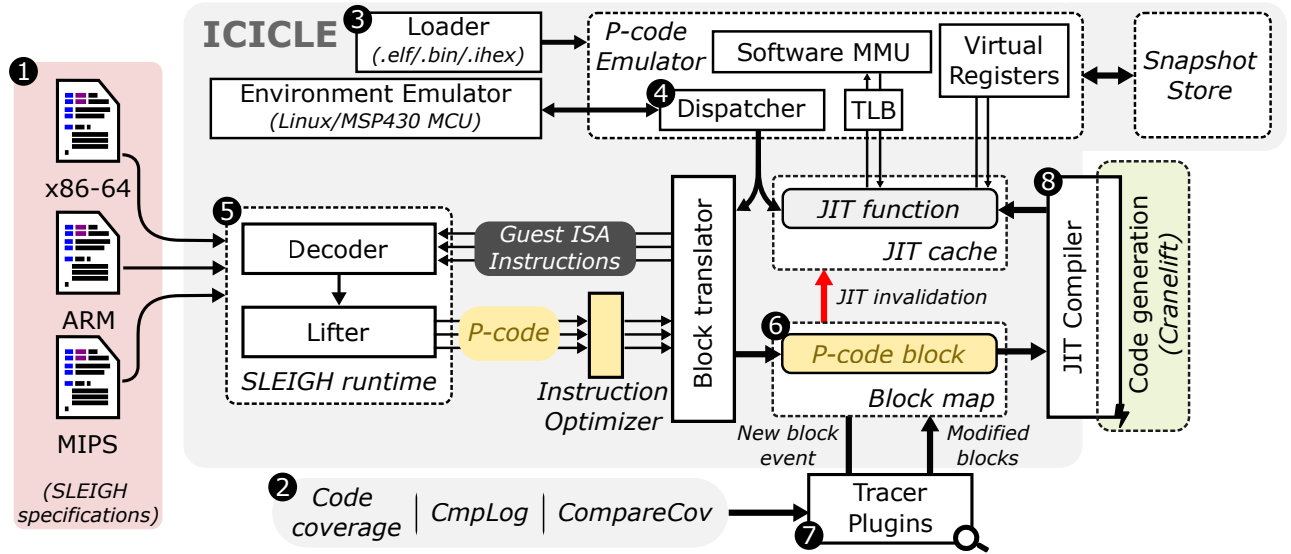 ICICLE
1
x86-64
ARM
MIPS
(SLEIGH
specifications)
3
Loader
(.elf/.bin/.ihex)
Environment Emulator
(Linux/MSP430 MCU)
P-code
Emulator
Software MMU
Virtual
Registers
4
Dispatcher
TLB
Snapshot
Store
5
Decoder
Lifter
SLEIGH runtime
Guest ISA
Instructions
P-code
Instruction
Optimizer
Block translator
JIT function
JIT cache
JIT invalidation
6
P-code block
Block map
8
JIT Compiler
Code generation
(Cranelift)
New block
event
Modified
blocks
2
Code
coverage
CmpLog
CompareCov
7
Tracer
Plugins